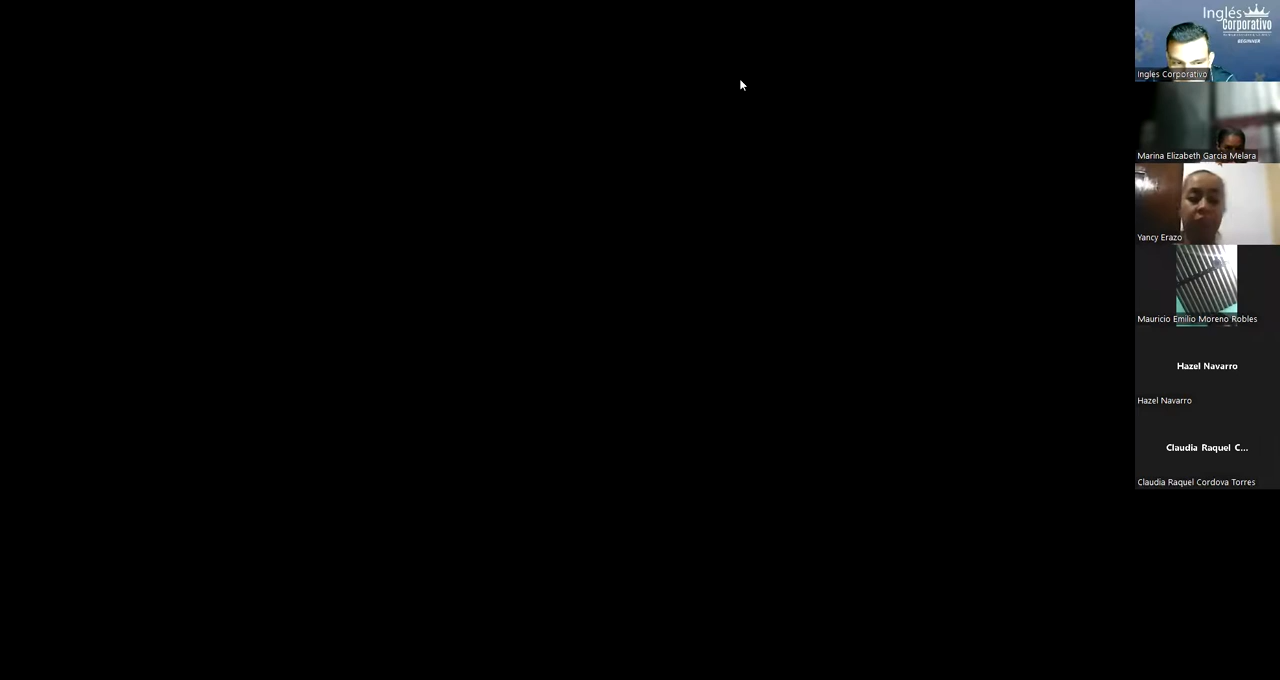 Inglés
Corporativo
BEGINNER
Ingles Corporativo
Marina Elizabeth Garcia Melara
Yancy Erazo
Mauricio Emilio Moreno Robles
Hazel Navarro
Hazel Navarro
Claudia Raquel C...
Claudia Raquel Cordova Torres